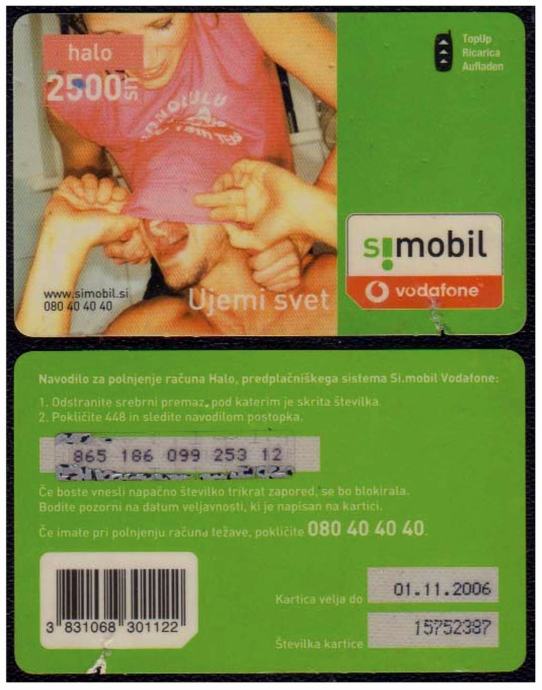 halo
2500 SIT
TopUp
Ricarica
Aufladen
HONOLULU
si.mobil
vodafone™
www.simobil.si
080 40 40 40
Ujemi svet
Navodilo za polnjenje računa Halo, predplačniškega sistema Si.mobil Vodafone:
1. Odstranite srebrni premaz, pod katerim je skrita številka.
2. Pokličite 448 in sledite navodilom postopka.
865 186 099 253 12
Če boste vnesli napačno številko trikrat zapored, se bo blokirala.
Bodite pozorni na datum veljavnosti, ki je napisan na kartici.
Če imate pri polnjenju računa težave, pokličite 080 40 40 40.
3 831068 301122
Kartica velja do 01.11.2006
Številka kartice 15752387